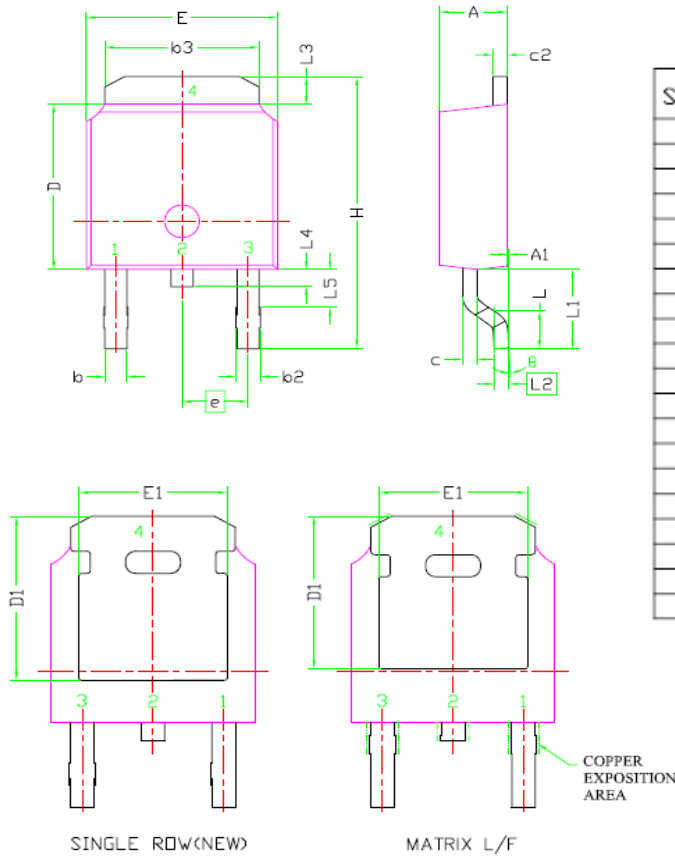 E
A
b3
L3
c2
S
4
D
H
L4
1
2
3
L5
A1
L
L1
b
b2
c
θ
e
L2
E1
E1
4
4
D1
D1
3
2
1
3
2
1
COPPER
EXPOSITION
AREA
SINGLE ROW(NEW)
MATRIX L/F